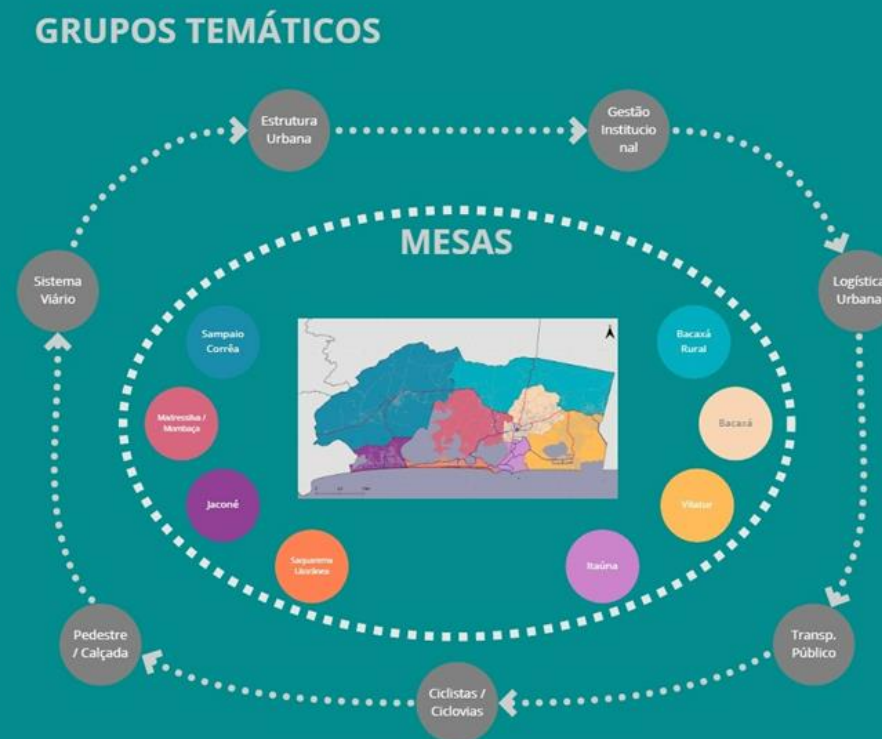 GRUPOS TEMÁTICOS
Estrutura
Urbana
Gestão
Institucio
nal
Sistema
Viário
Logística
Urbana
MESAS
Sampaio
Corrêa
Bacaxá
Rural
Madressilva /
Mombaça
Bacaxá
Jaconé
Vilatur
Saquarema
Litorânea
Itaúna
Pedestre
/ Calçada
Transp.
Público
Ciclistas /
Ciclovias